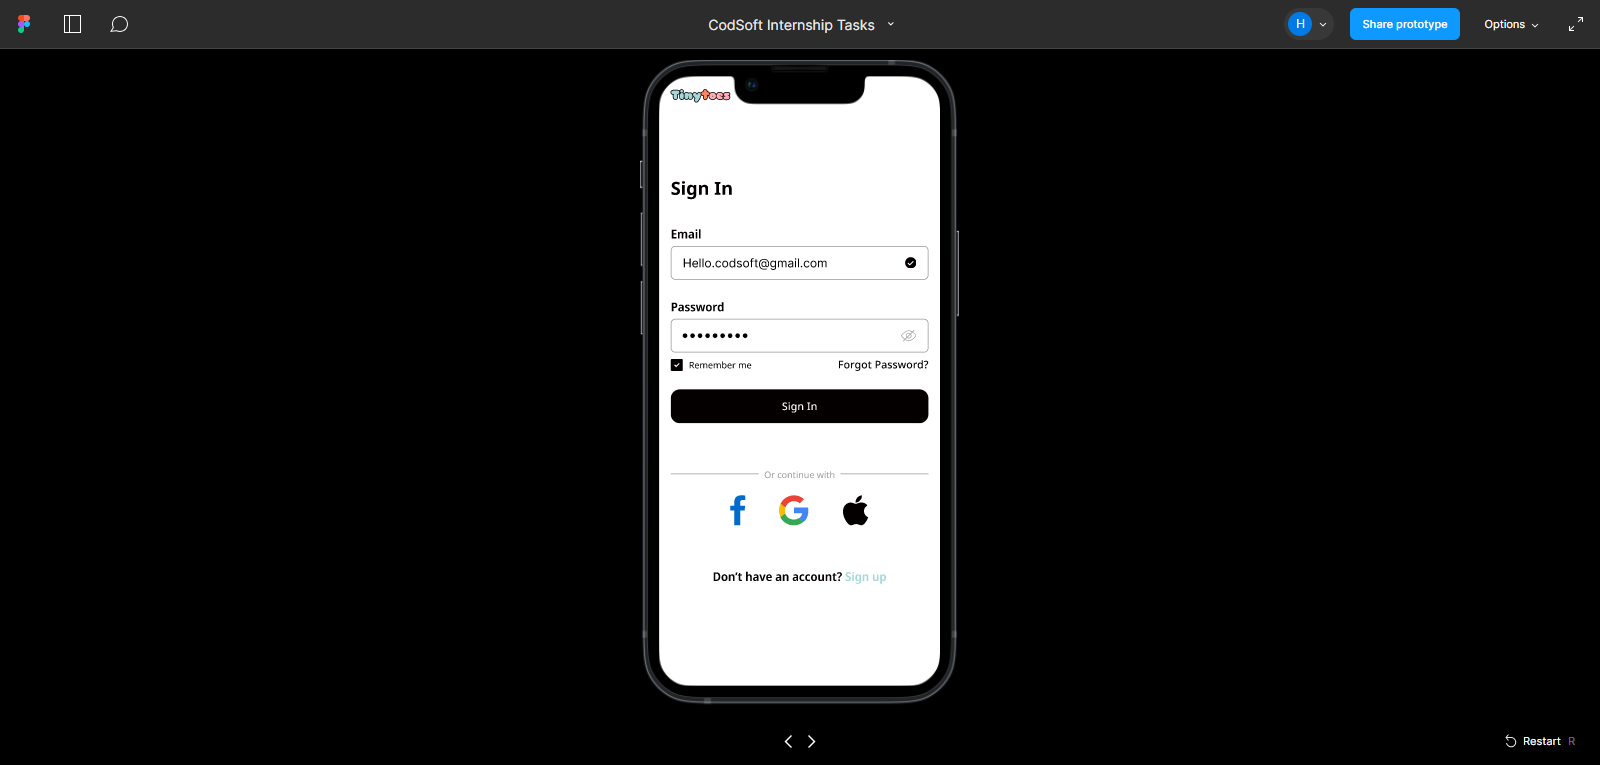 CodSoft Internship Tasks
H
Share prototype
Options
Tinytoes
Sign In
Email
Hello.codsoft@gmail.com
Password
Remember me
Forgot Password?
Sign In
Or continue with
Don't have an account? Sign up
Restart R